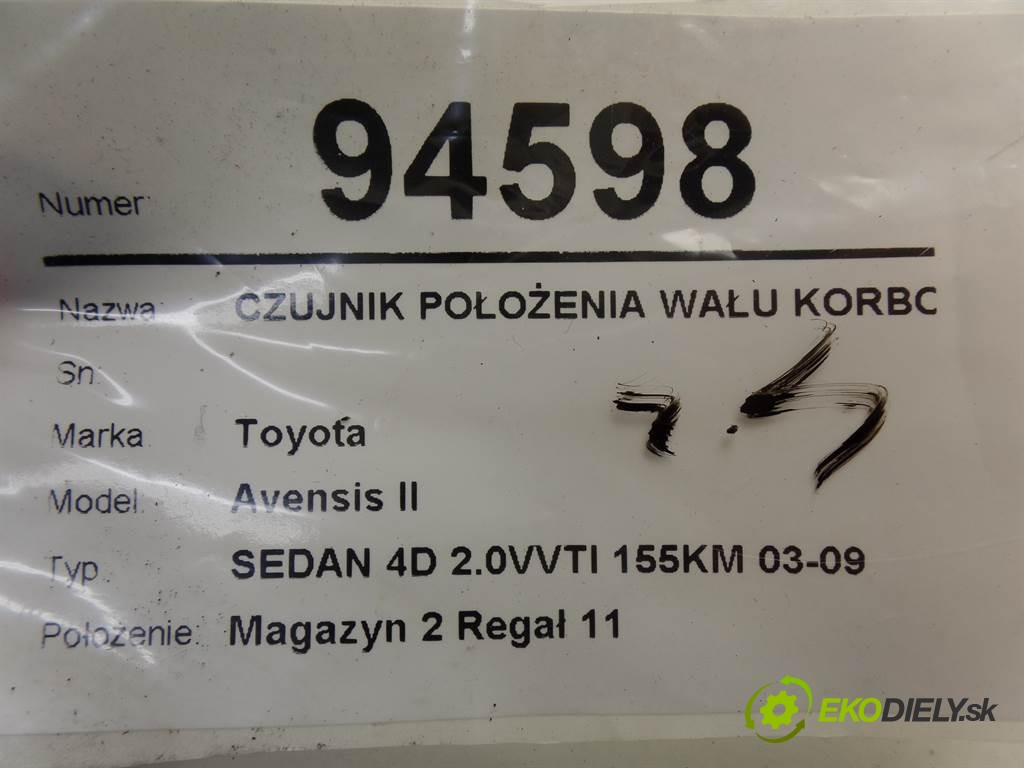 Numer: 94598
Nazwa: CZUJNIK POŁOŻENIA WAŁU KORBO
Sn:
Marka: Toyota
Model: Avensis II
Typ: SEDAN 4D 2.0VVTI 155KM 03-09
Położenie: Magazyn 2 Regał 11
EKODIELY.sk